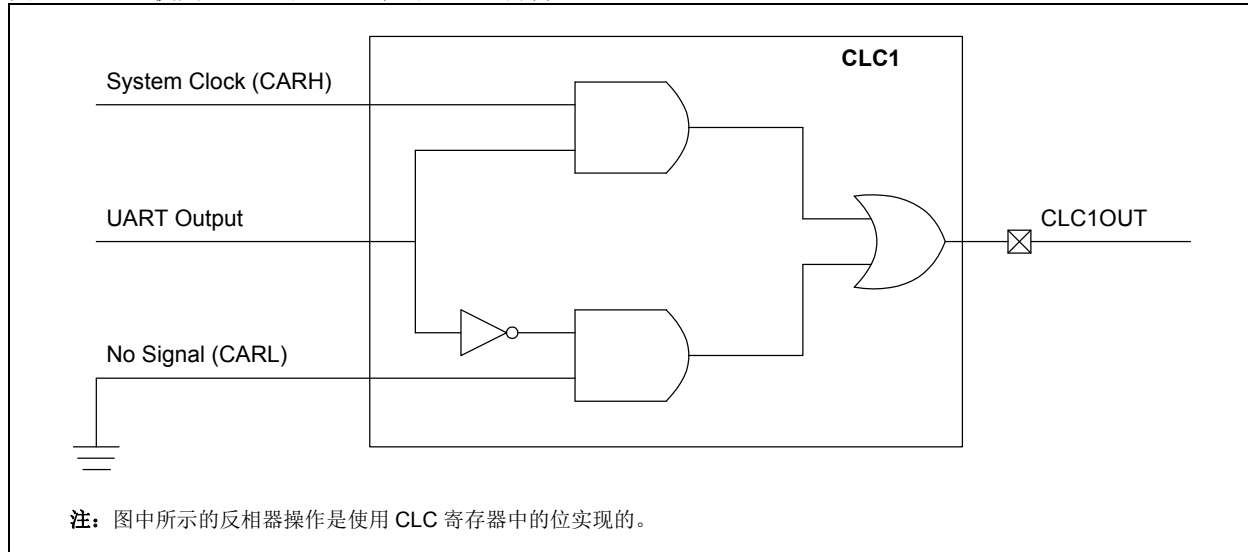 CLC1
System Clock (CARH)
UART Output
CLC1OUT
No Signal (CARL)
注：图中所示的反相器操作是使用 CLC 寄存器中的位实现的。